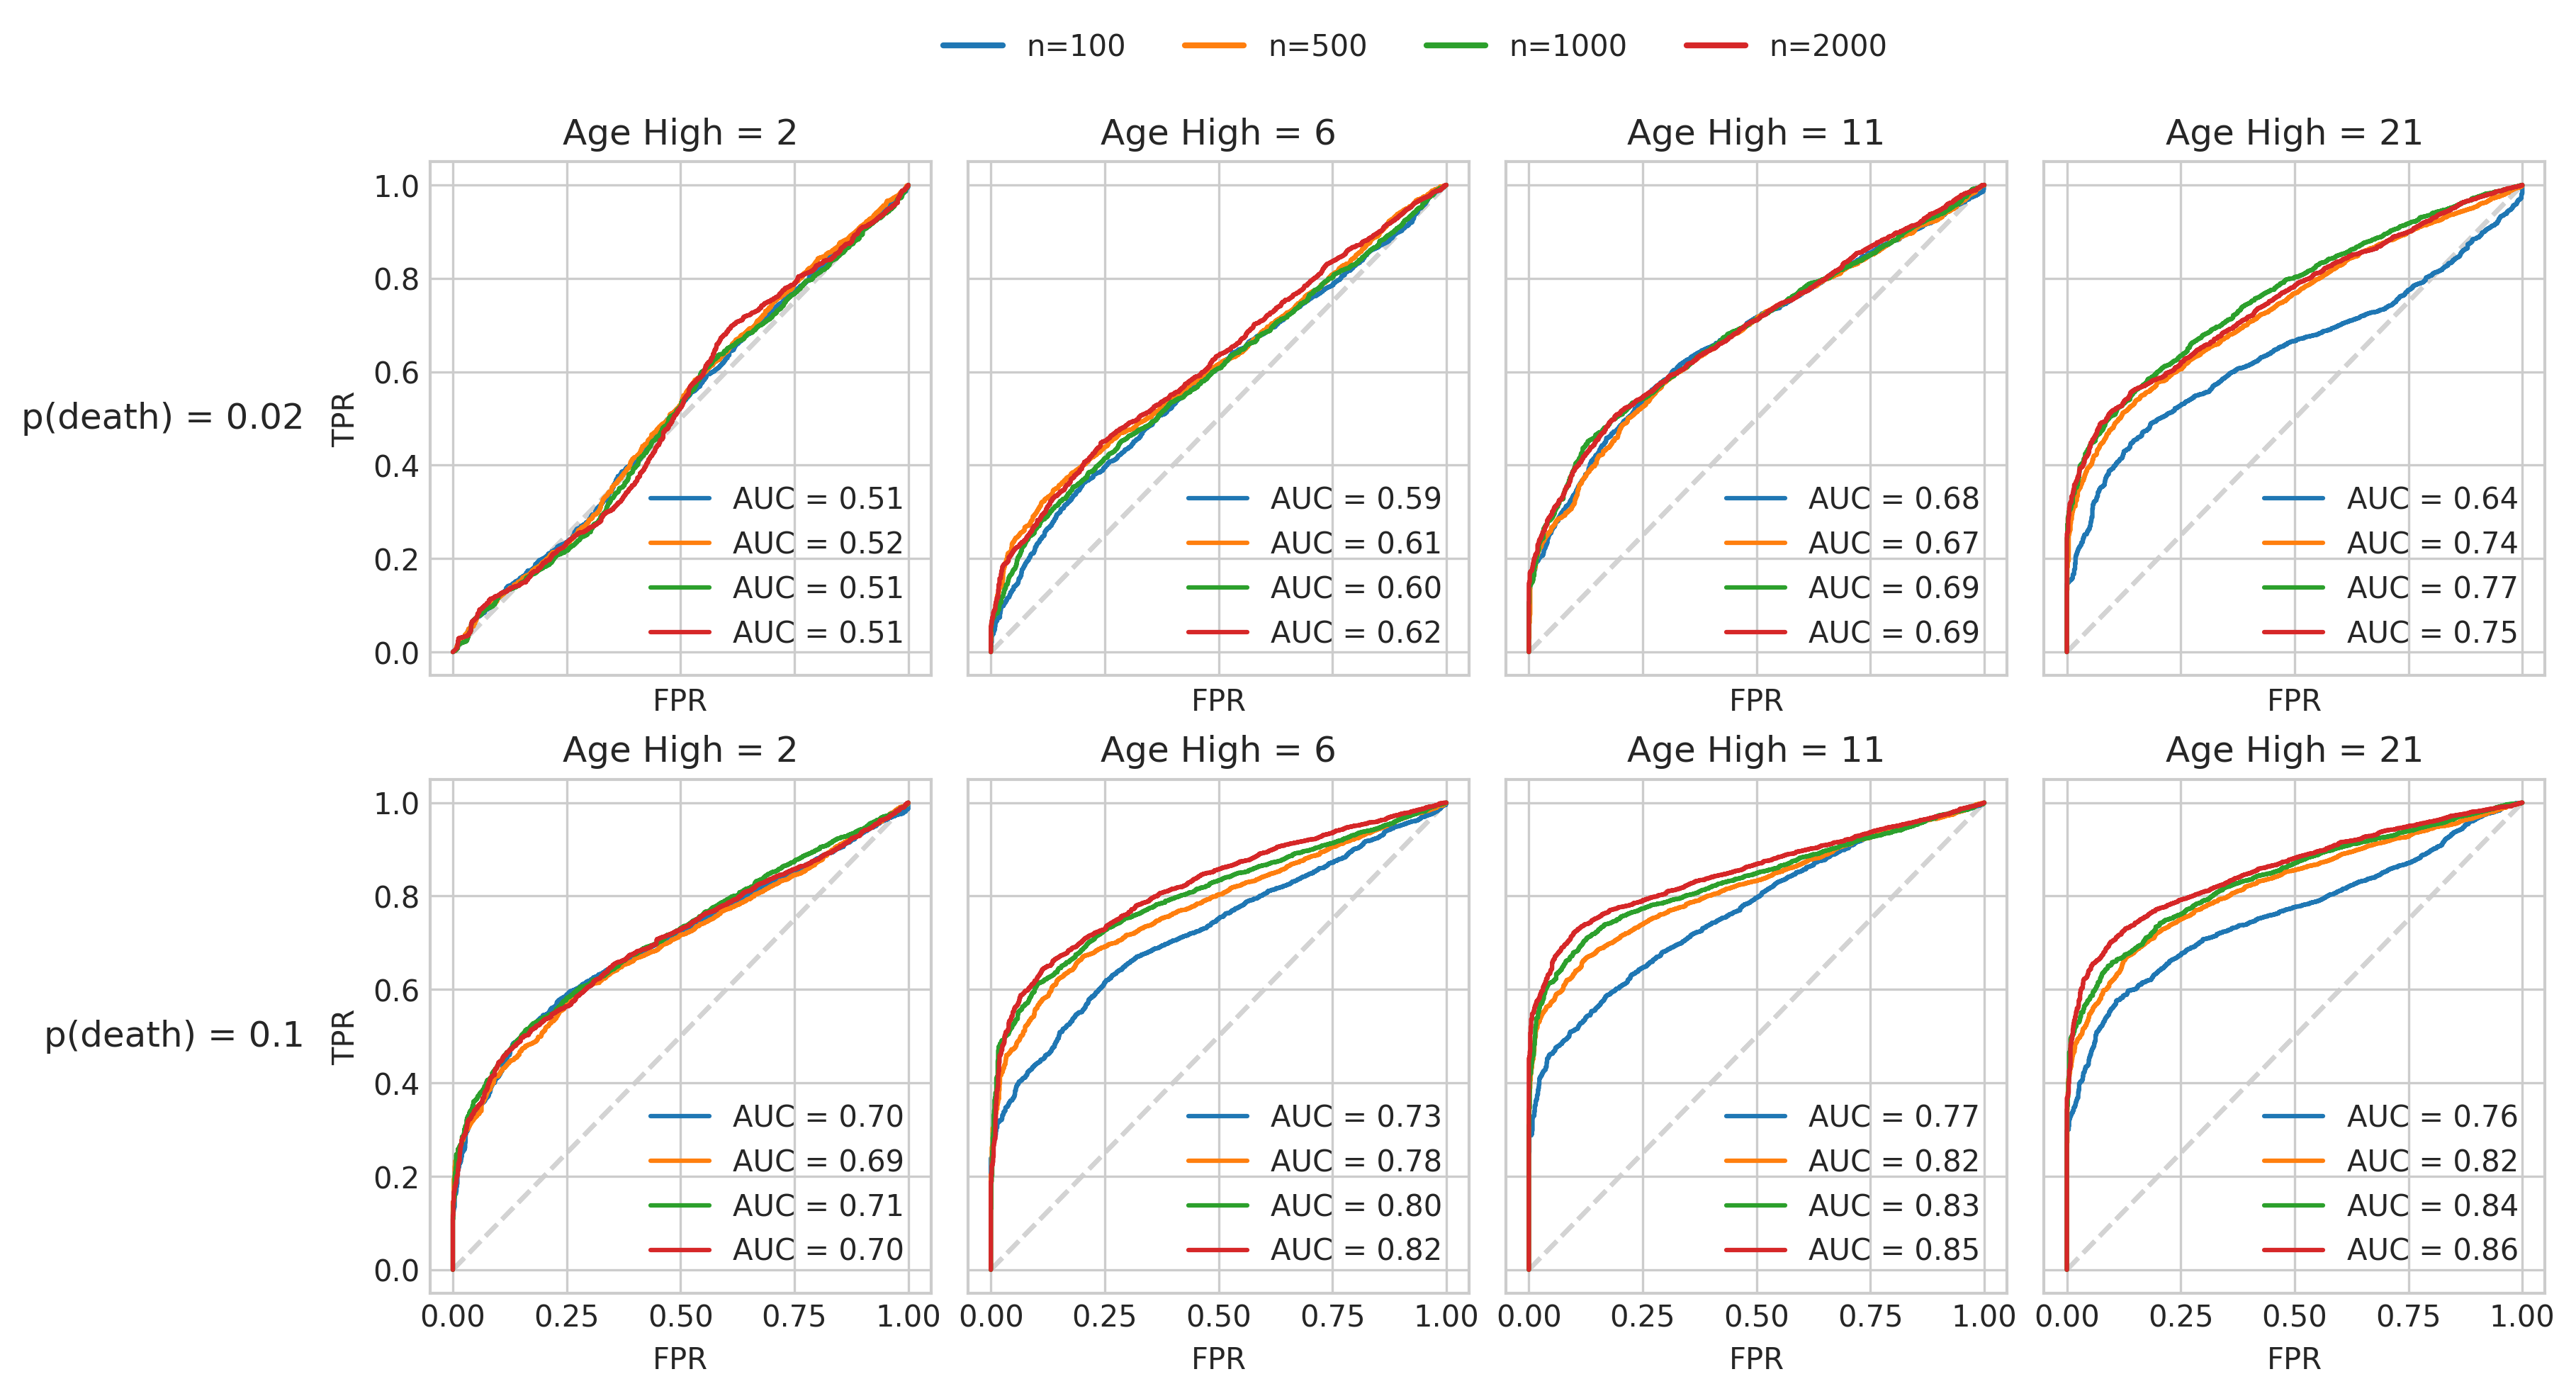 n=100 n=500 n=1000 n=2000
Age High = 2 Age High = 6 Age High = 11 Age High = 21
p(death) = 0.02
TPR
1.0
0.8
0.6
0.4
0.2
0.0
AUC = 0.51
AUC = 0.52
AUC = 0.51
AUC = 0.51
AUC = 0.59
AUC = 0.61
AUC = 0.60
AUC = 0.62
AUC = 0.68
AUC = 0.67
AUC = 0.69
AUC = 0.69
AUC = 0.64
AUC = 0.74
AUC = 0.77
AUC = 0.75
FPR FPR FPR FPR
Age High = 2 Age High = 6 Age High = 11 Age High = 21
p(death) = 0.1
TPR
1.0
0.8
0.6
0.4
0.2
0.0
AUC = 0.70
AUC = 0.69
AUC = 0.71
AUC = 0.70
AUC = 0.73
AUC = 0.78
AUC = 0.80
AUC = 0.82
AUC = 0.77
AUC = 0.82
AUC = 0.83
AUC = 0.85
AUC = 0.76
AUC = 0.82
AUC = 0.84
AUC = 0.86
0.00 0.25 0.50 0.75 1.00 0.00 0.25 0.50 0.75 1.00 0.00 0.25 0.50 0.75 1.00 0.00 0.25 0.50 0.75 1.00
FPR FPR FPR FPR